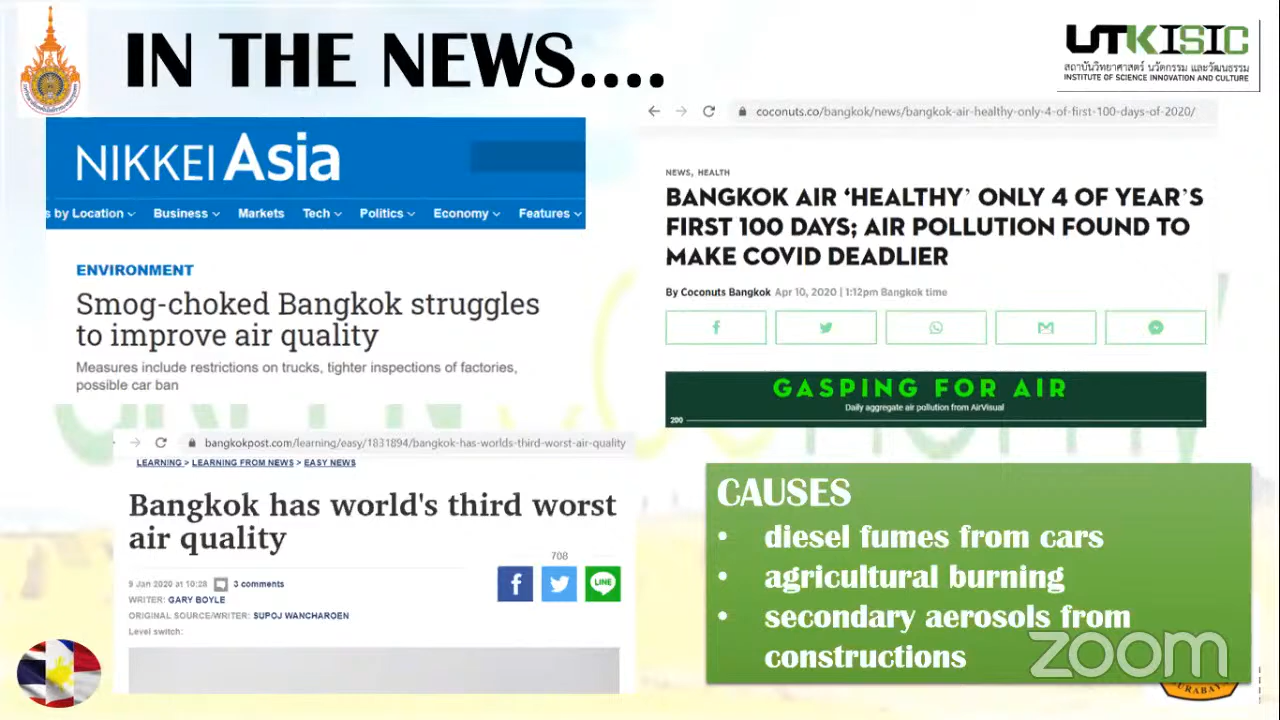 IN THE NEWS....
UTKISIC
สถาบันวิทยาศาสตร์ นวัตกรรม และวัฒนธรรม
INSTITUTE OF SCIENCE INNOVATION AND CULTURE
NIKKEI Asia
s by Location
Business
Markets
Tech
Politics
Economy
Features
ENVIRONMENT
Smog-choked Bangkok struggles
to improve air quality
Measures include restrictions on trucks, tighter inspections of factories,
possible car ban
coconuts.co/bangkok/news/bangkok-air-healthy-only-4-of-first-100-days-of-2020/
NEWS, HEALTH
BANGKOK AIR ‘HEALTHY’ ONLY 4 OF YEAR’S
FIRST 100 DAYS; AIR POLLUTION FOUND TO
MAKE COVID DEADLIER
By Coconuts Bangkok Apr 10, 2020 | 1:12pm Bangkok time
GASPING FOR AIR
Daily aggregate air pollution from AirVisual
200
bangkokpost.com/learning/easy/1831894/bangkok-has-worlds-third-worst-air-quality
LEARNING > LEARNING FROM NEWS > EASY NEWS
Bangkok has world's third worst
air quality
708
9 Jan 2020 at 10:28 3 comments
WRITER: GARY BOYLE
ORIGINAL SOURCE/WRITER: SUPOJ WANCHAROEN
Level switch:
LINE
CAUSES
• diesel fumes from cars
• agricultural burning
• secondary aerosols from
constructions
zoom
SURABAYA